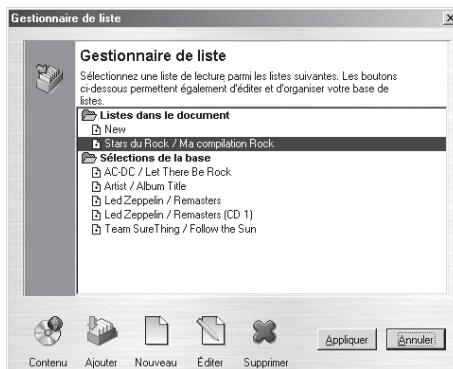 Gestionnaire de liste
Gestionnaire de liste
Sélectionnez une liste de lecture parmi les listes suivantes. Les boutons
ci-dessous permettent également d'éditer et d'organiser votre base de
listes.
Listes dans le document
New
Stars du Rock / Ma compilation Rock
Sélections de la base
AC-DC / Let There Be Rock
Artist / Album Title
Led Zeppelin / Remasters
Led Zeppelin / Remasters (CD 1)
Team SureThing / Follow the Sun
Appliquer Annuler
Contenu Ajouter Nouveau Éditer Supprimer